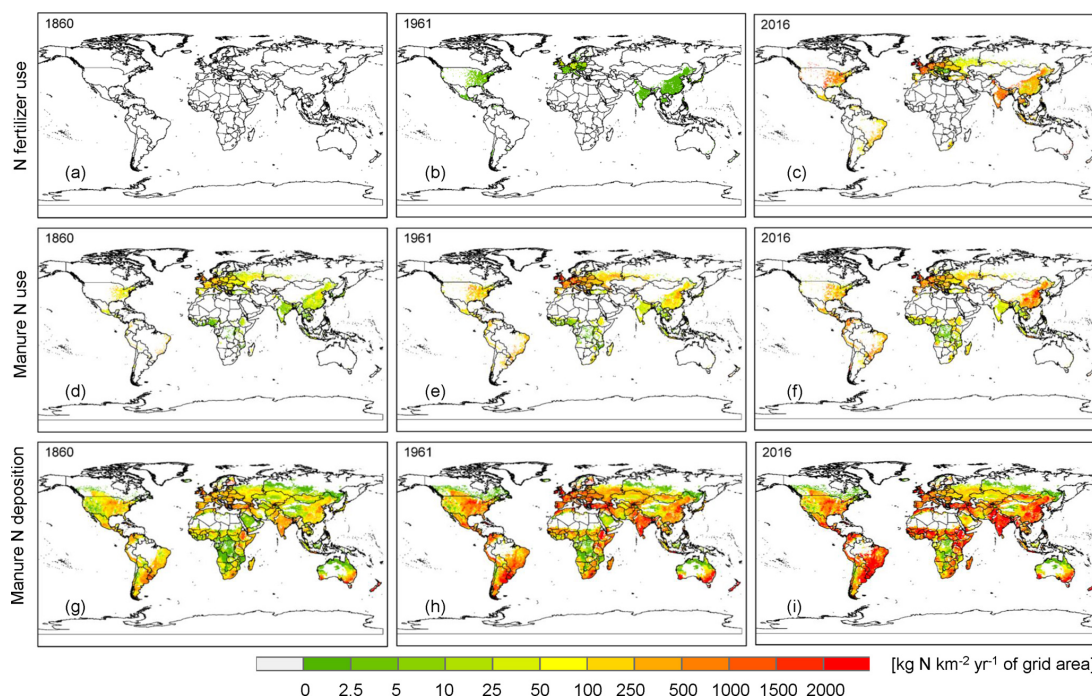 1860
1961
2016
N fertilizer use
(a)
(b)
(c)
1860
1961
2016
Manure N use
(d)
(e)
(f)
1860
1961
2016
Manure N deposition
(g)
(h)
(i)
[kg N km-2 yr-1 of grid area]
0 2.5 5 10 25 50 100 250 500 1000 1500 2000